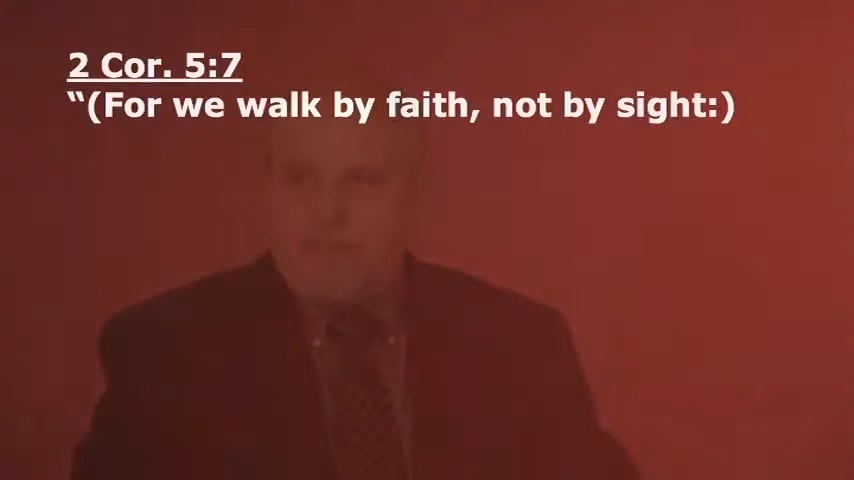 2 Cor. 5:7
“(For we walk by faith, not by sight:)